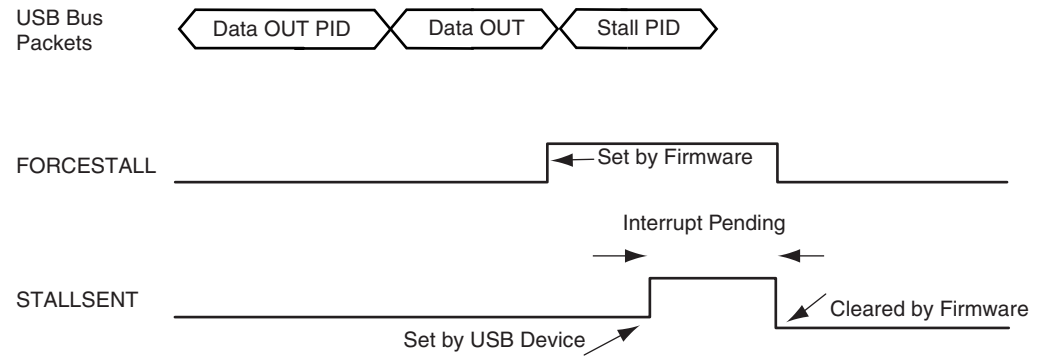 USB Bus
Packets
Data OUT PID
Data OUT
Stall PID
FORCESTALL
Set by Firmware
Interrupt Pending
STALLSENT
Cleared by Firmware
Set by USB Device